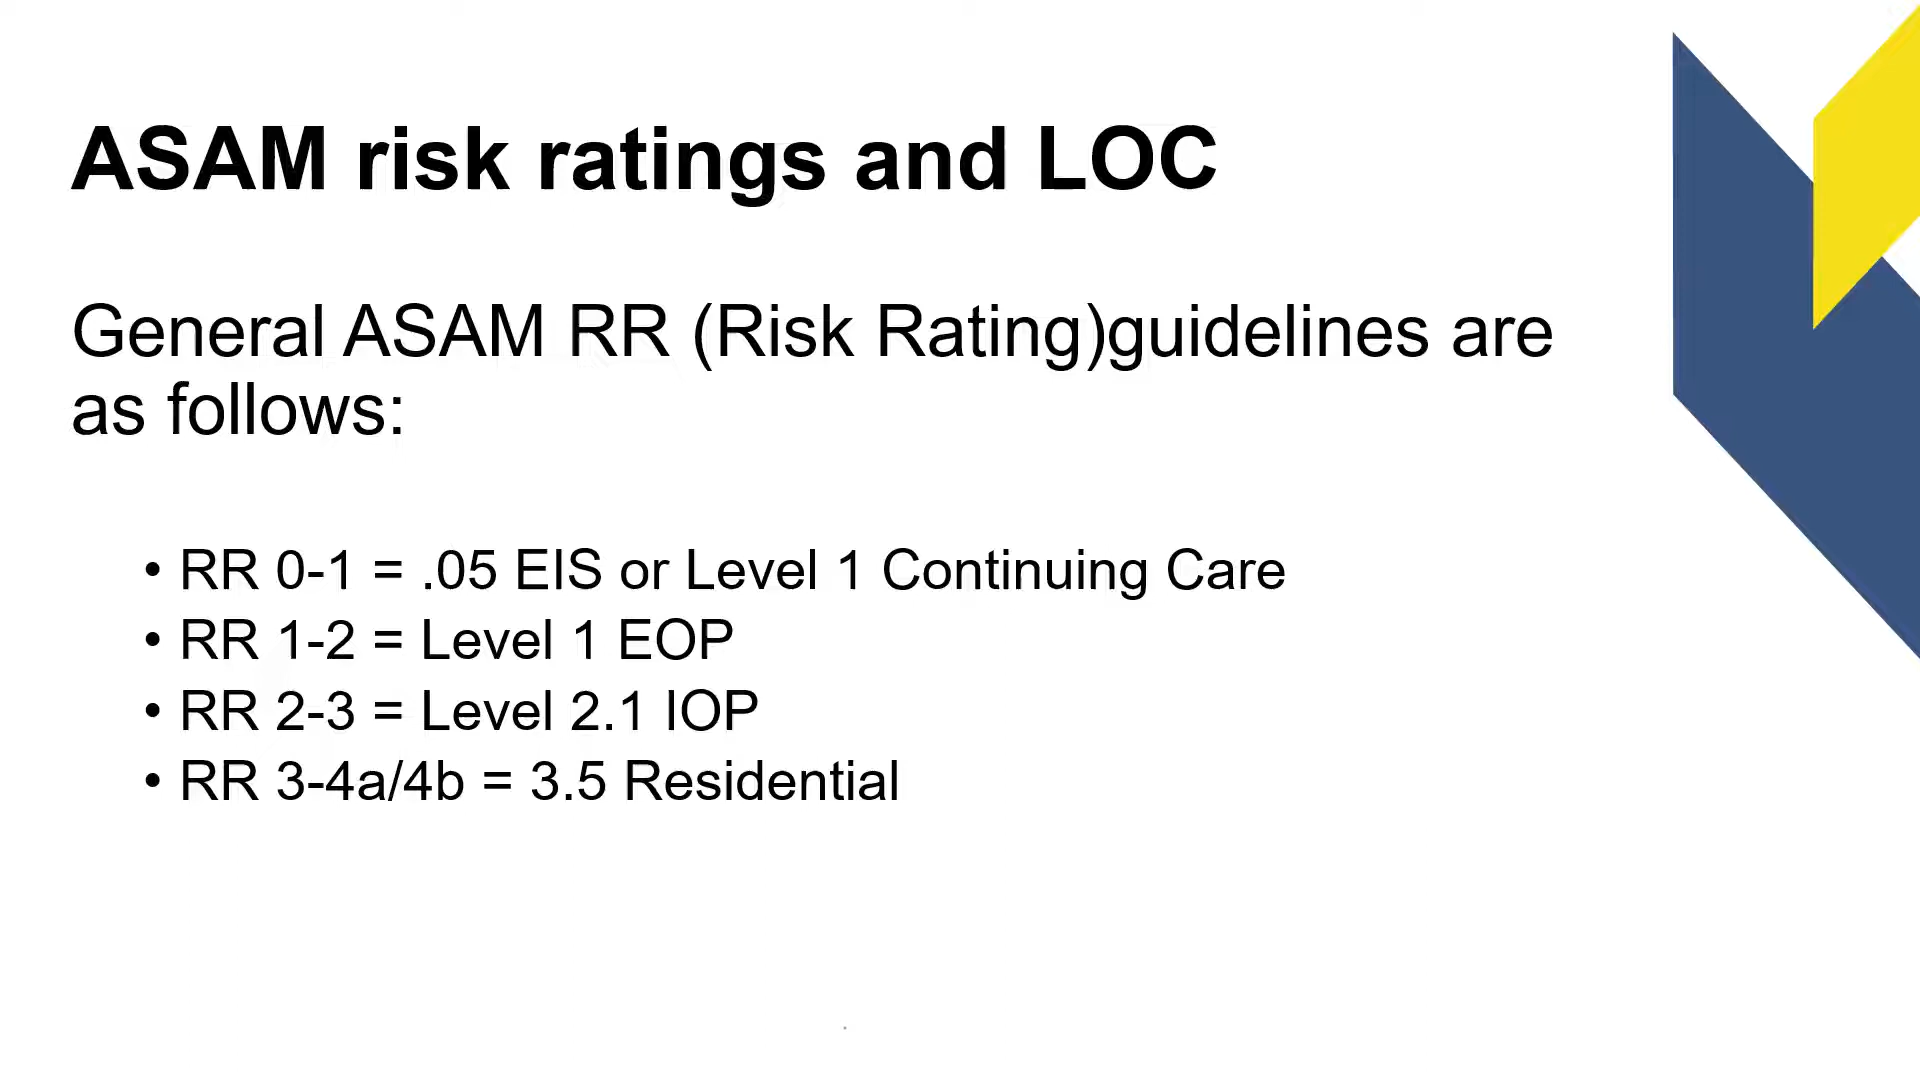 ASAM risk ratings and LOC
General ASAM RR (Risk Rating)guidelines are
as follows:
• RR 0-1 = .05 EIS or Level 1 Continuing Care
• RR 1-2 = Level 1 EOP
• RR 2-3 = Level 2.1 IOP
• RR 3-4a/4b = 3.5 Residential